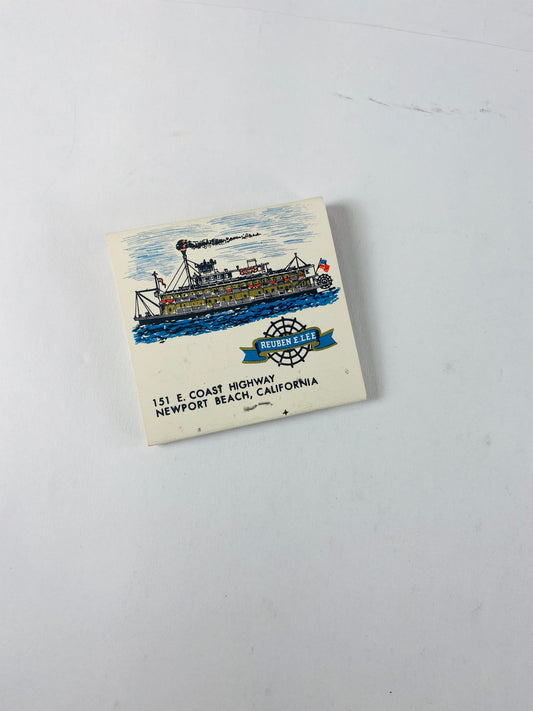 REUBEN E. LEE
151 E. COAST HIGHWAY
NEWPORT BEACH, CALIFORNIA